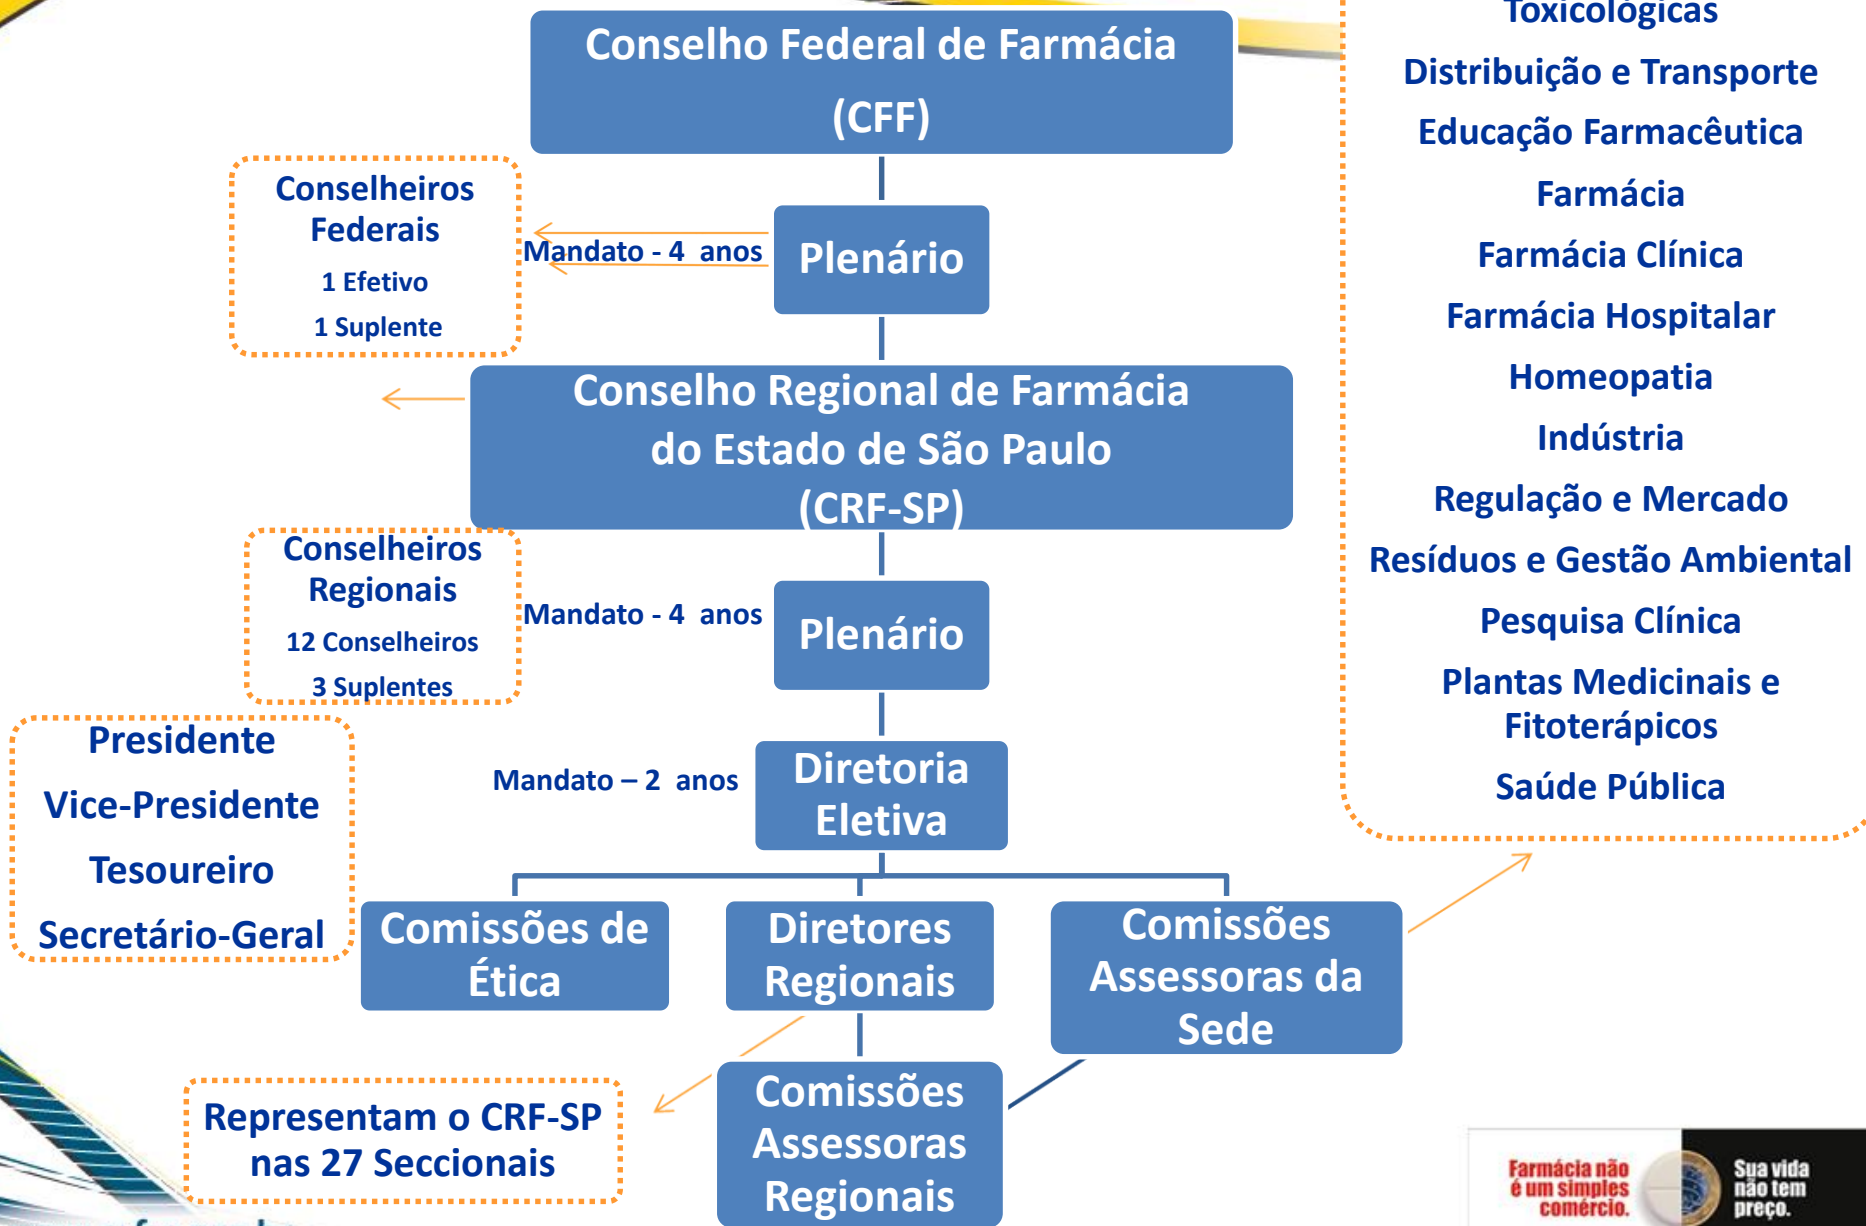 Conselho Federal de Farmácia
(CFF)
Conselheiros
Federais
1 Efetivo
1 Suplente
Mandato - 4 anos
Plenário
Conselho Regional de Farmácia
do Estado de São Paulo
(CRF-SP)
Conselheiros
Regionais
12 Conselheiros
3 Suplentes
Mandato - 4 anos
Plenário
Presidente
Vice-Presidente
Tesoureiro
Secretário-Geral
Mandato – 2 anos
Diretoria
Eletiva
Comissões de
Ética
Diretores
Regionais
Comissões
Assessoras da
Sede
Representam o CRF-SP
nas 27 Seccionais
Comissões
Assessoras
Regionais
Toxicológicas
Distribuição e Transporte
Educação Farmacêutica
Farmácia
Farmácia Clínica
Farmácia Hospitalar
Homeopatia
Indústria
Regulação e Mercado
Resíduos e Gestão Ambiental
Pesquisa Clínica
Plantas Medicinais e
Fitoterápicos
Saúde Pública
Farmácia não
é um simples
comércio.
Sua vida
não tem
preço.